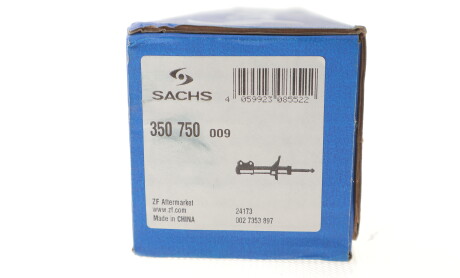 SACHS
4 059923 085522
350 750 009
ZF Aftermarket
www.zf.com
Made in CHINA
24173
002 7353 897